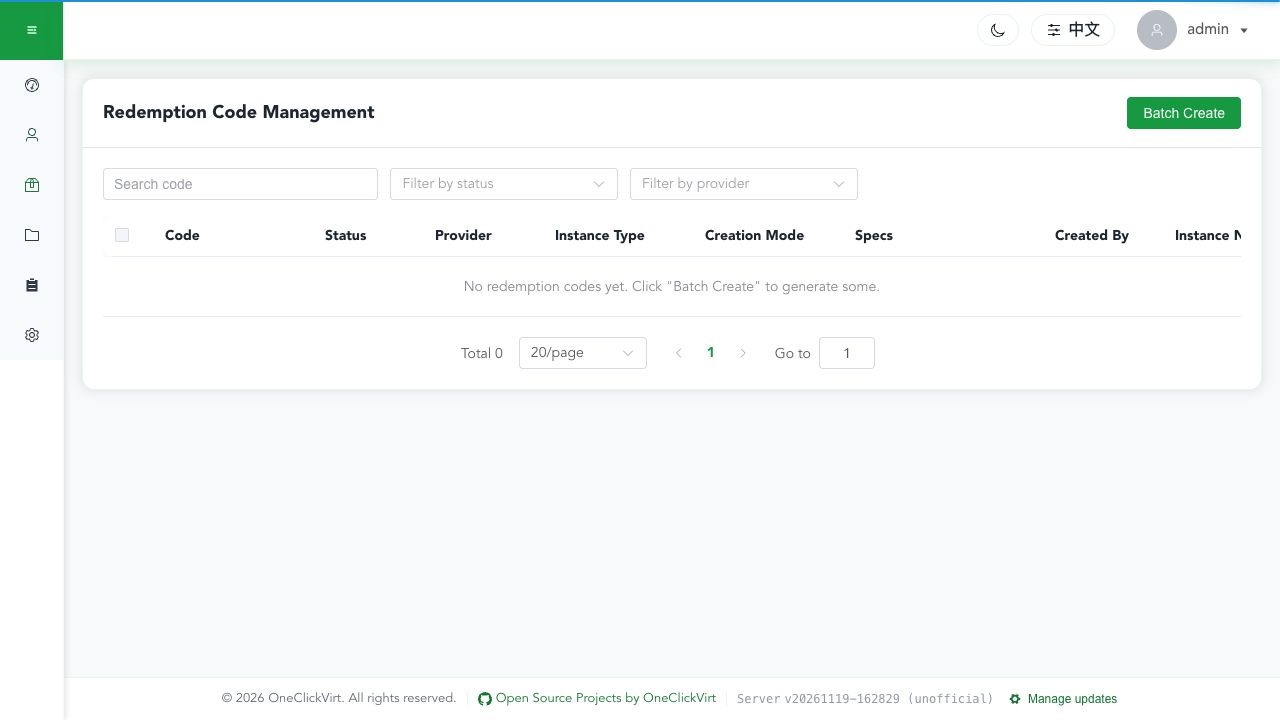 中文
admin
Redemption Code Management
Batch Create
Search code
Filter by status
Filter by provider
Code Status Provider Instance Type Creation Mode Specs Created By Instance N
No redemption codes yet. Click "Batch Create" to generate some.
Total 0 20/page 1 Go to 1
© 2026 OneClickVirt. All rights reserved. Open Source Projects by OneClickVirt Server v20261119-162829 (unofficial) Manage updates